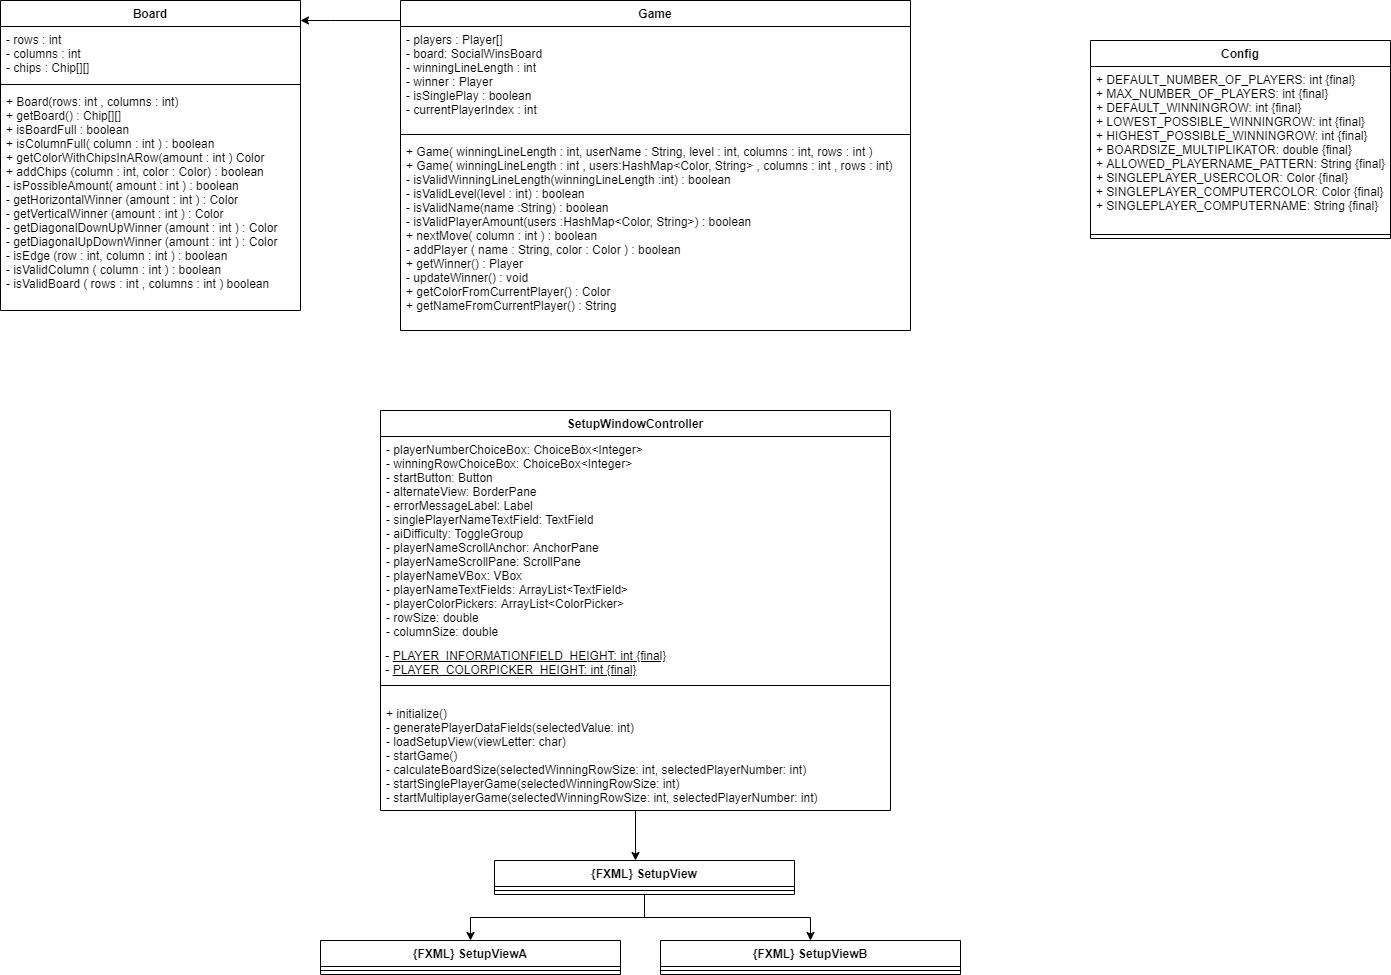 Board
- rows : int
- columns : int
- chips : Chip[][]
+ Board(rows: int , columns : int)
+ getBoard() : Chip[][]
+ isBoardFull : boolean
+ isColumnFull( column : int ) : boolean
+ getColorWithChipsInARow(amount : int ) Color
+ addChips (column : int, color : Color) : boolean
- isPossibleAmount( amount : int ) : boolean
- getHorizontalWinner (amount : int ) : Color
- getVerticalWinner (amount : int ) : Color
- getDiagonalDownUpWinner (amount : int ) : Color
- getDiagonalUpDownWinner (amount : int ) : Color
- isEdge (row : int, column : int ) : boolean
- isValidColumn ( column : int ) : boolean
- isValidBoard ( rows : int , columns : int ) boolean
Game
- players : Player[]
- board: SocialWinsBoard
- winningLineLength : int
- winner : Player
- isSinglePlay : boolean
- currentPlayerIndex : int
+ Game( winningLineLength : int, userName : String, level : int, columns : int, rows : int )
+ Game( winningLineLength : int , users:HashMap<Color, String> , columns : int , rows : int)
- isValidWinningLineLength(winningLineLength :int) : boolean
- isValidLevel(level : int) : boolean
- isValidName(name :String) : boolean
- isValidPlayerAmount(users :HashMap<Color, String>) : boolean
+ nextMove( column : int ) : boolean
- addPlayer ( name : String, color : Color ) : boolean
+ getWinner() : Player
- updateWinner() : void
+ getColorFromCurrentPlayer() : Color
+ getNameFromCurrentPlayer() : String
Config
+ DEFAULT_NUMBER_OF_PLAYERS: int {final}
+ MAX_NUMBER_OF_PLAYERS: int {final}
+ DEFAULT_WINNINGROW: int {final}
+ LOWEST_POSSIBLE_WINNINGROW: int {final}
+ HIGHEST_POSSIBLE_WINNINGROW: int {final}
+ BOARDSIZE_MULTIPLIKATOR: double {final}
+ ALLOWED_PLAYERNAME_PATTERN: String {final}
+ SINGLEPLAYER_USERCOLOR: Color {final}
+ SINGLEPLAYER_COMPUTERCOLOR: Color {final}
+ SINGLEPLAYER_COMPUTERNAME: String {final}
SetupWindowController
- playerNumberChoiceBox: ChoiceBox<Integer>
- winningRowChoiceBox: ChoiceBox<Integer>
- startButton: Button
- alternateView: BorderPane
- errorMessageLabel: Label
- singlePlayerNameTextField: TextField
- aiDifficulty: ToggleGroup
- playerNameScrollAnchor: AnchorPane
- playerNameScrollPane: ScrollPane
- playerNameVBox: VBox
- playerNameTextFields: ArrayList<TextField>
- playerColorPickers: ArrayList<ColorPicker>
- rowSize: double
- columnSize: double
- PLAYER_INFORMATIONFIELD_HEIGHT: int {final}
- PLAYER_COLORPICKER_HEIGHT: int {final}
+ initialize()
- generatePlayerDataFields(selectedValue: int)
- loadSetupView(viewLetter: char)
- startGame()
- calculateBoardSize(selectedWinningRowSize: int, selectedPlayerNumber: int)
- startSinglePlayerGame(selectedWinningRowSize: int)
- startMultiplayerGame(selectedWinningRowSize: int, selectedPlayerNumber: int)
{FXML} SetupView
{FXML} SetupViewA
{FXML} SetupViewB